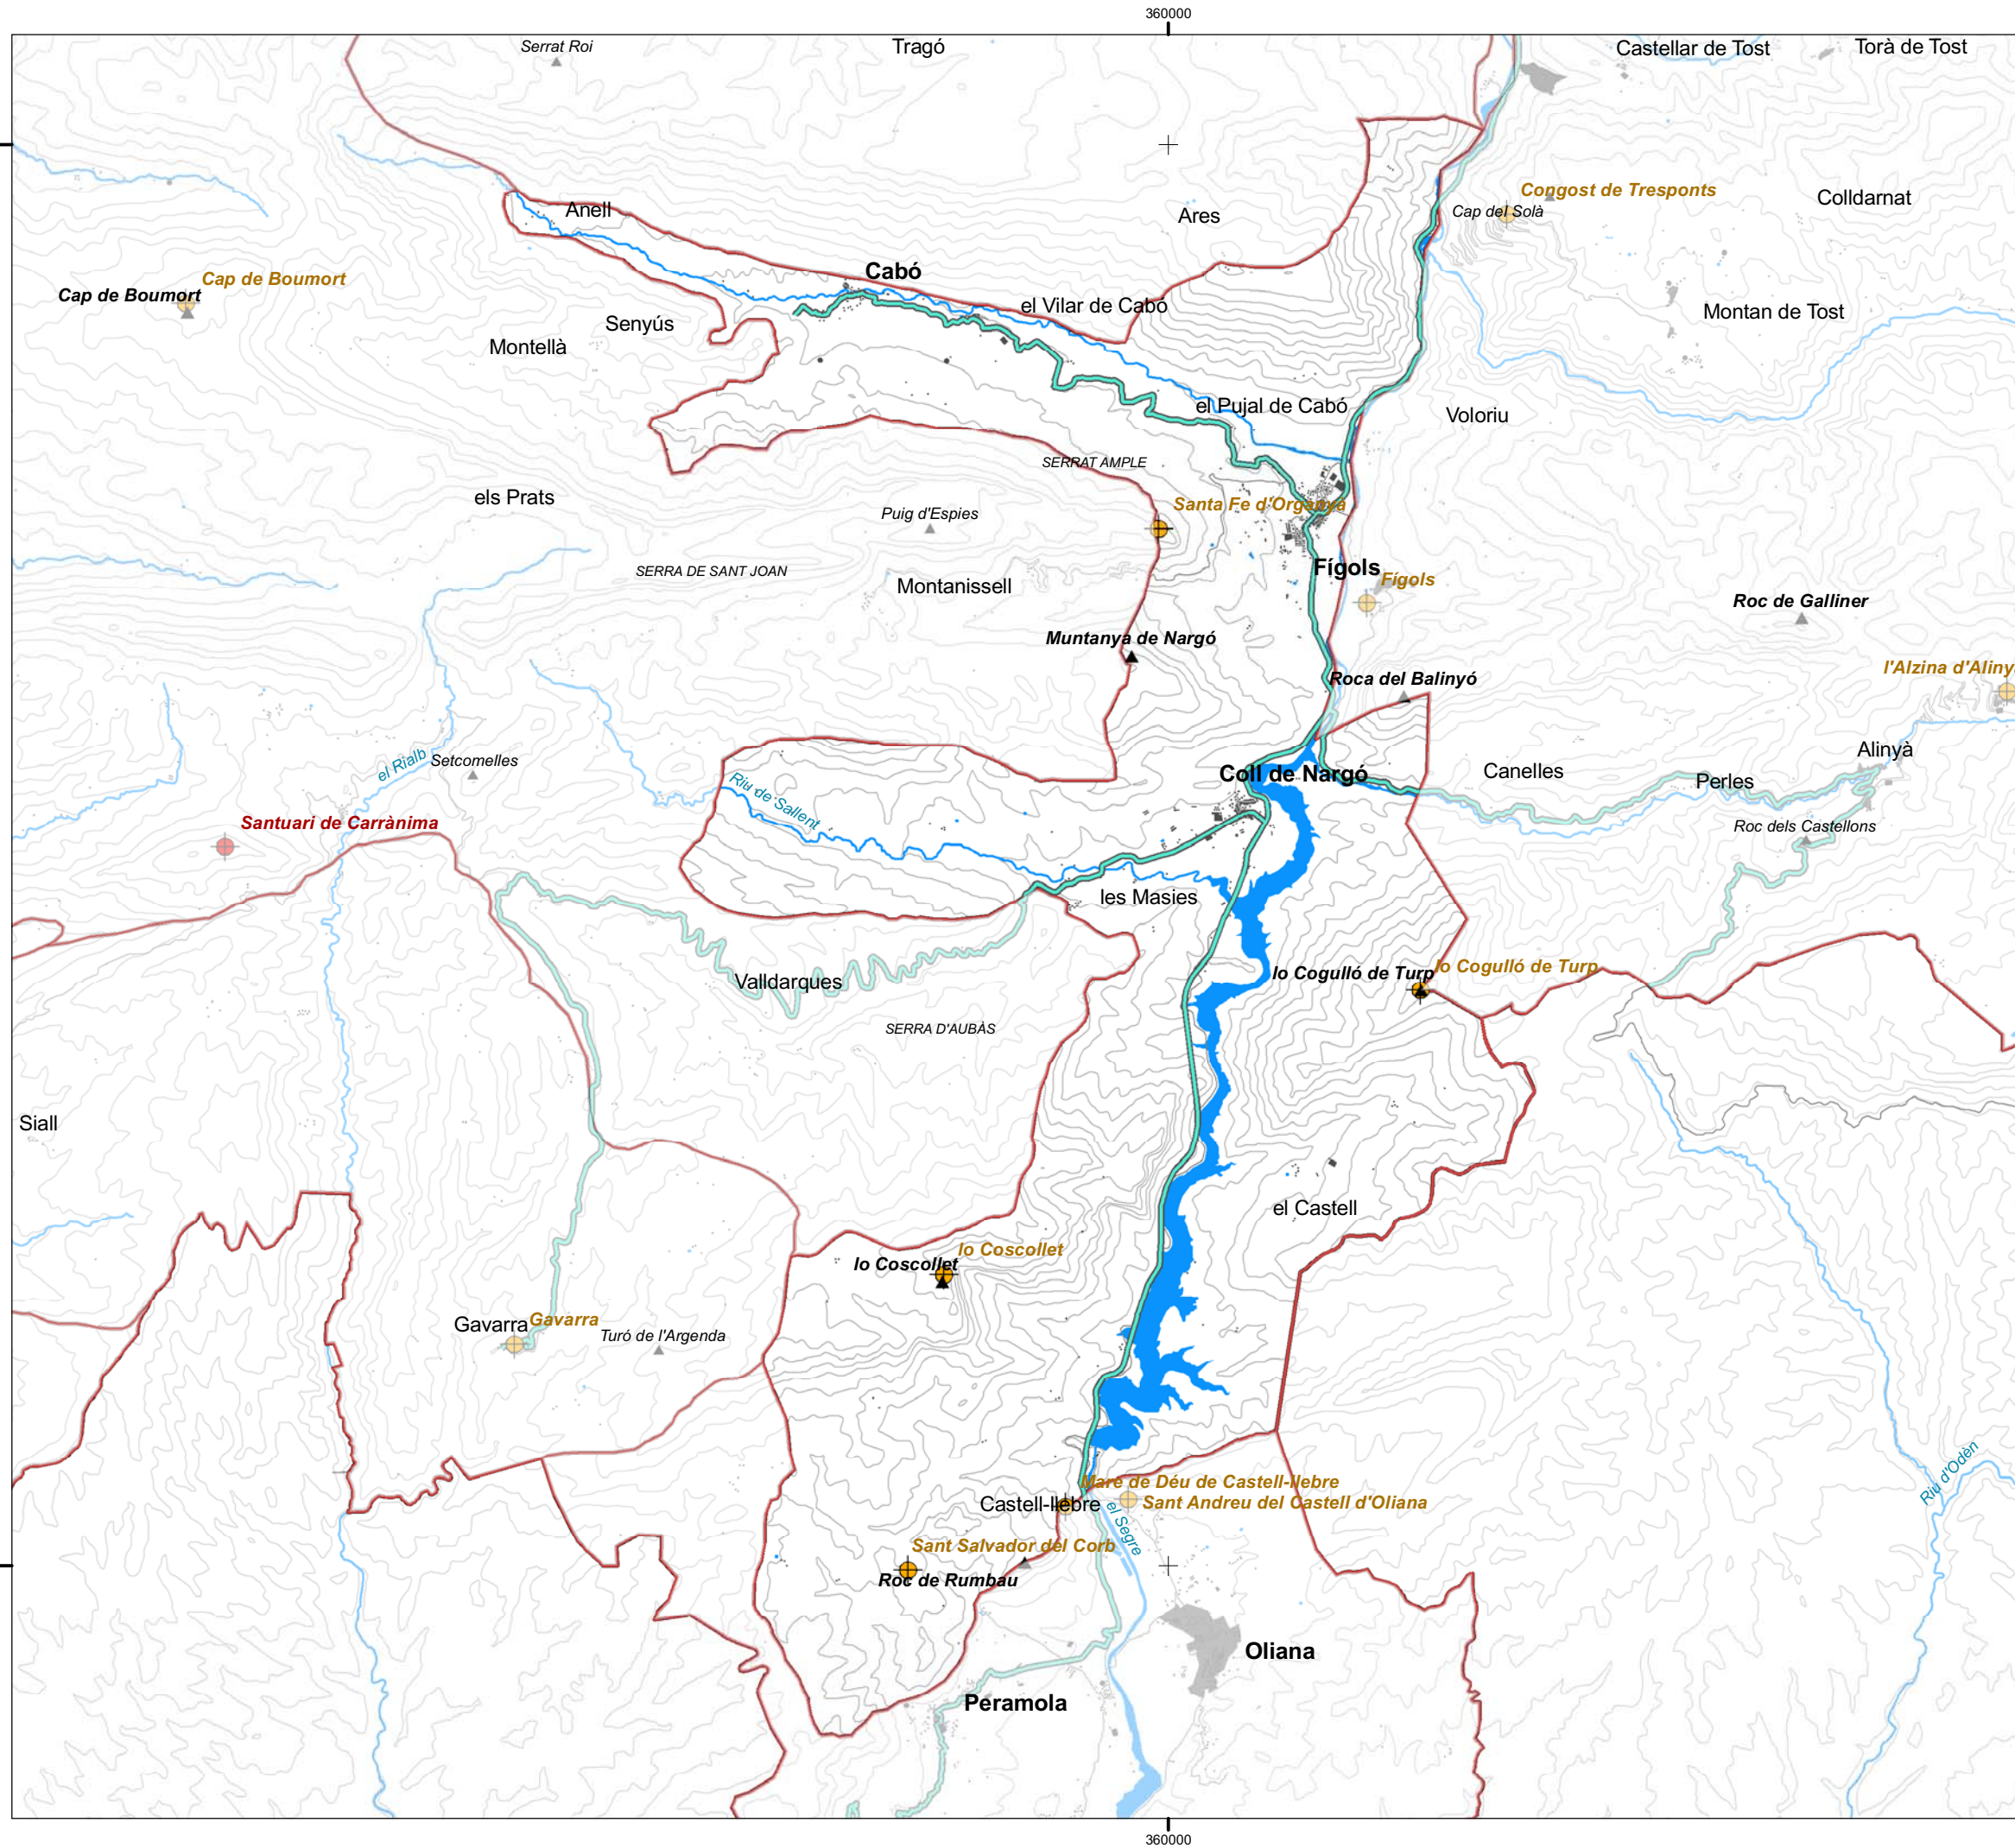 360000
Serrat Roi
Tragó
Castellar de Tost
Torà de Tost
Congost de Tresponts
Cap del Solà
Colldarnat
Anell
Ares
Cabó
Cap de Boumort
Cap de Boumort
el Vilar de Cabó
Montan de Tost
Senyús
Montellà
el Pujal de Cabó
Voloriu
SERRAT AMPLE
els Prats
Santa Fe d'Organyà
Puig d'Espies
SERRA DE SANT JOAN
Montanissell
Fígols
Fígols
Roc de Galliner
Muntanya de Nargó
Roca del Balinyó
l'Alzina d'Aliny
el Rialb
Setcomelles
Riu de Sallent
Coll de Nargó
Canelles
Perles
Alinyà
Santuari de Carrànima
Roc dels Castellons
les Masies
Valldarques
lo Cogulló de Turp
lo Cogulló de Turp
SERRA D'AUBÀS
Siall
el Castell
lo Coscollet
lo Coscollet
Gavarra
Gavarra
Turó de l'Argenda
Riu d'Odèn
Mare de Déu de Castell-llebre
Castell-llebre
Sant Andreu del Castell d'Oliana
el Segre
Sant Salvador del Corb
Roc de Rumbau
Oliana
Peramola
360000